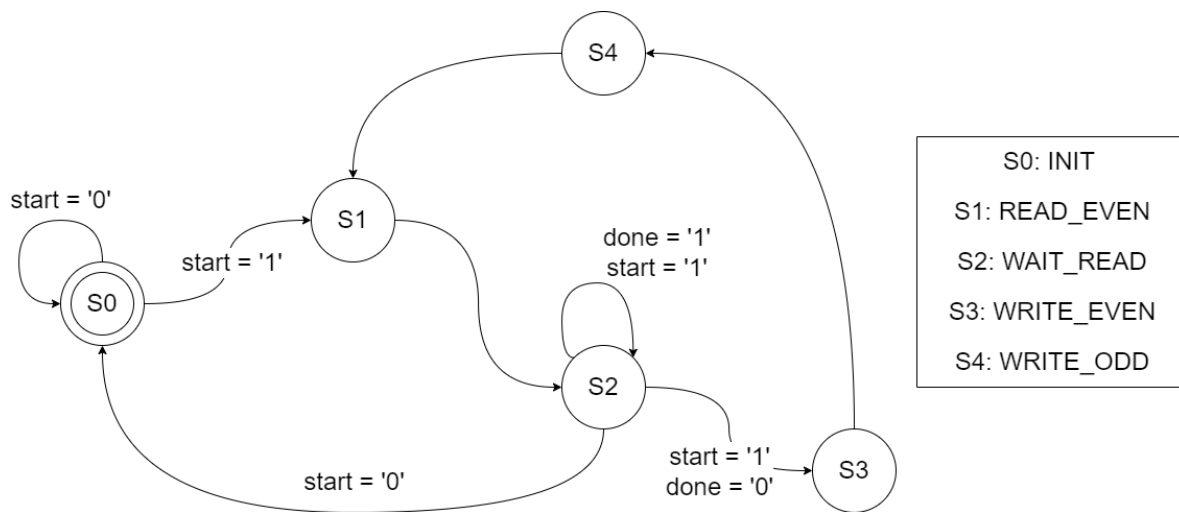 S4
start = '0'
S1
start = '1'
done = '1'
start = '1'
S0
S2
start = '1'
done = '0'
start = '0'
S3
S0: INIT
S1: READ_EVEN
S2: WAIT_READ
S3: WRITE_EVEN
S4: WRITE_ODD